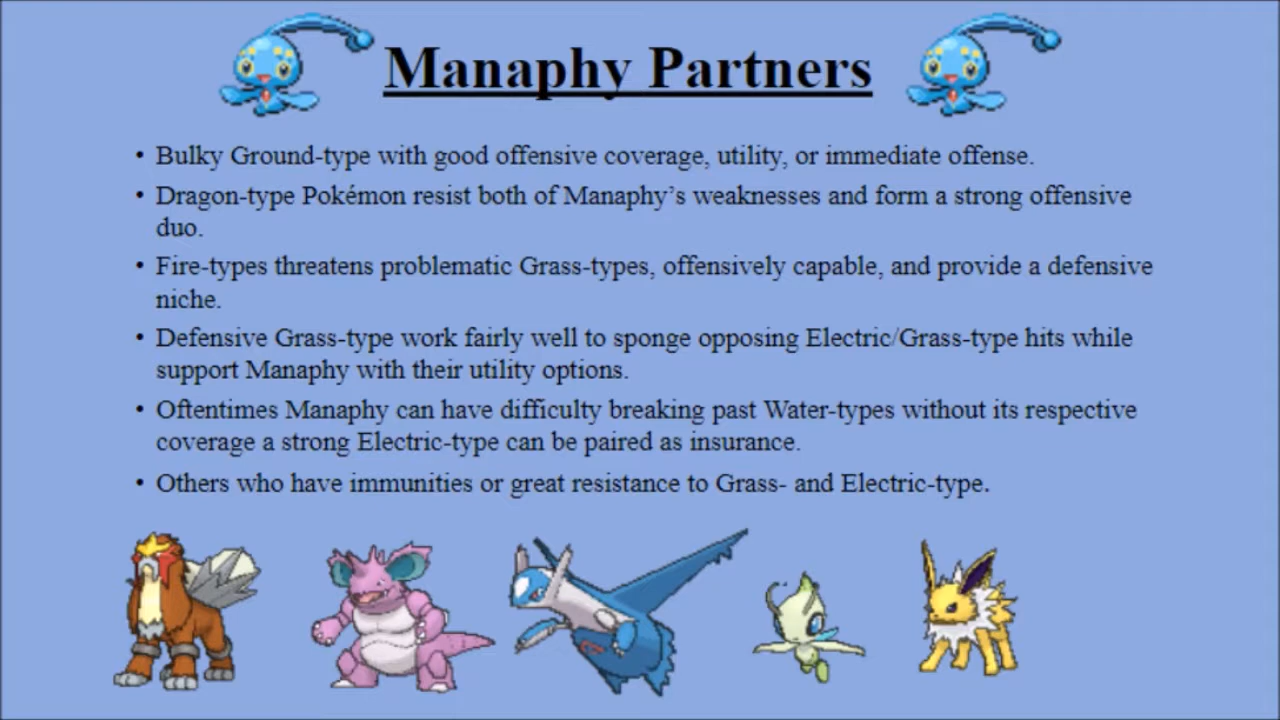 Manaphy Partners
• Bulky Ground-type with good offensive coverage, utility, or immediate offense.
• Dragon-type Pokémon resist both of Manaphy’s weaknesses and form a strong offensive
duo.
• Fire-types threatens problematic Grass-types, offensively capable, and provide a defensive
niche.
• Defensive Grass-type work fairly well to sponge opposing Electric/Grass-type hits while
support Manaphy with their utility options.
• Oftentimes Manaphy can have difficulty breaking past Water-types without its respective
coverage a strong Electric-type can be paired as insurance.
• Others who have immunities or great resistance to Grass- and Electric-type.